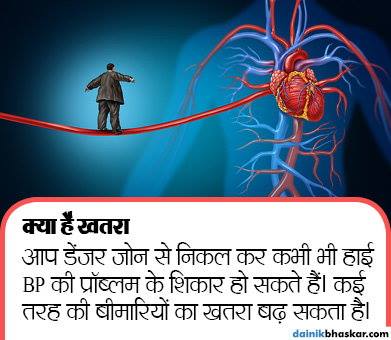 क्या है खतरा
आप डेंजर जोन से निकल कर कभी भी हाई
BP की प्रॉब्लम के शिकार हो सकते हैं। कई
तरह की बीमारियों का खतरा बढ़ सकता है।
dainikbhaskar.com